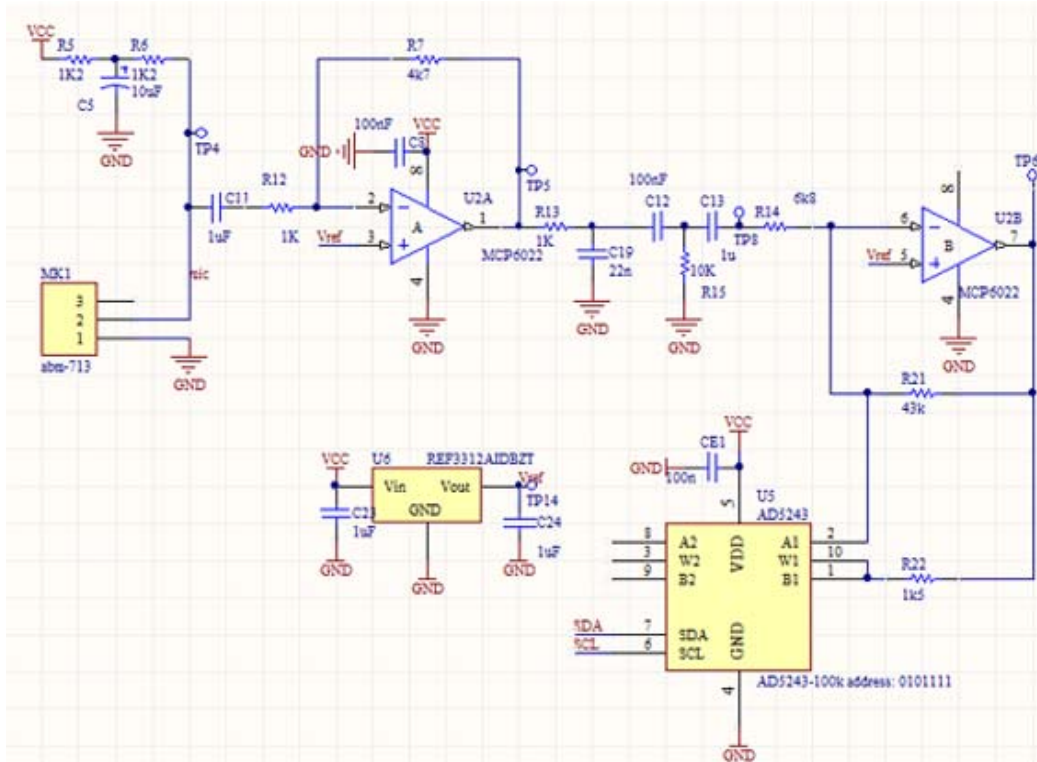 VCC
R5
R6
1K2
1K2
10uF
C5
GND
TP4
R7
4k7
100nF
VCC
GND
C8
8
R12
C11
1uF
1K
2
U2A
A
1
Vref
3
MCP6022
4
GND
TP5
R13
1K
C19
22n
GND
100nF
C12
C13
1u
TP8
10K
R15
GND
R14
6k8
TP6
8
6
U2B
B
7
Vref
5
MCP6022
4
GND
MK1
mic
3
2
1
abm-713
GND
R21
43k
VCC
U6
REF3312AIDBZT
Vin
Vout
GND
Vref
TP14
C23
1uF
GND
GND
C24
1uF
GND
VCC
CE1
GND
100n
5
U5
AD5243
8
A2
VDD
A1
2
3
W2
W1
10
9
B2
B1
1
R22
1k5
SDA
7
SDA
SCL
6
SCL
GND
4
AD5243-100k address: 0101111
GND